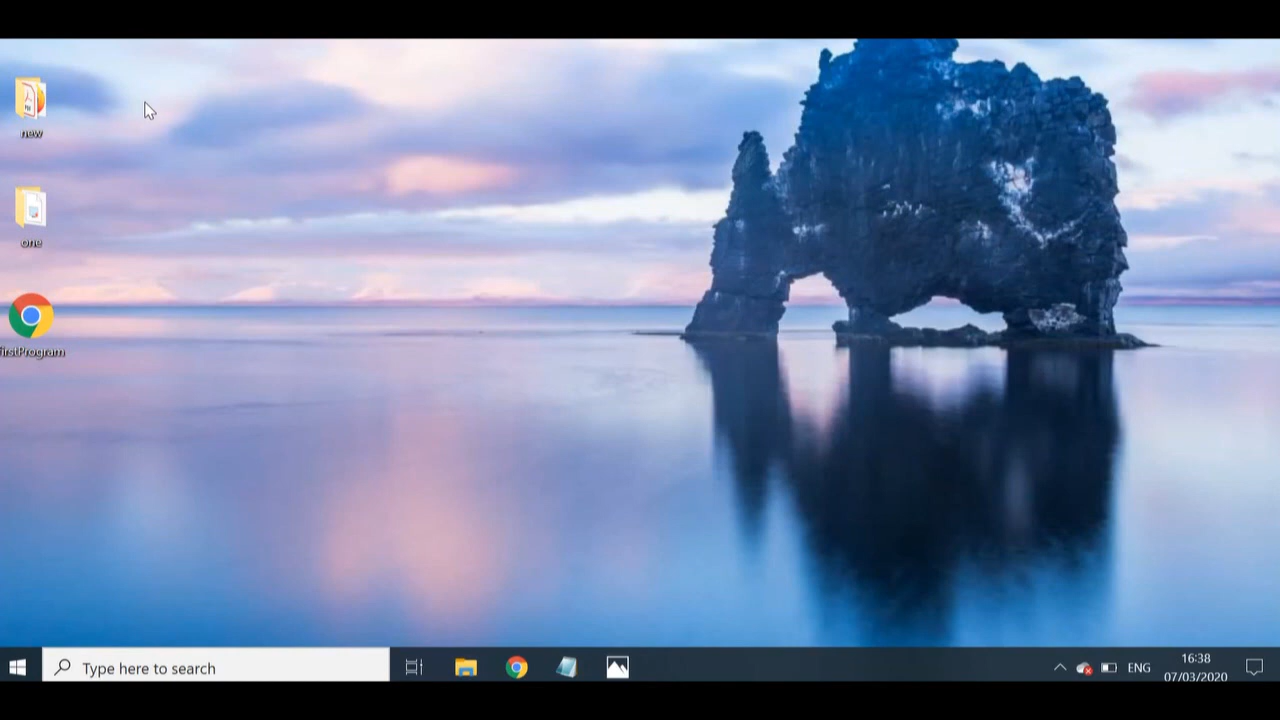 new
one
firstProgram
Type here to search
ENG
16:38
07/03/2020